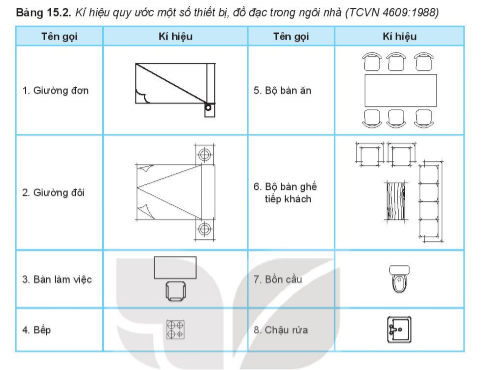 Bảng 15.2. Kí hiệu quy ước một số thiết bị, đồ đạc trong ngôi nhà (TCVN 4609:1988)
Tên gọi Kí hiệu Tên gọi Kí hiệu
1. Giường đơn 5. Bộ bàn ăn
2. Giường đôi 6. Bộ bàn ghế
tiếp khách
3. Bàn làm việc 7. Bồn cầu
4. Bếp 8. Chậu rửa